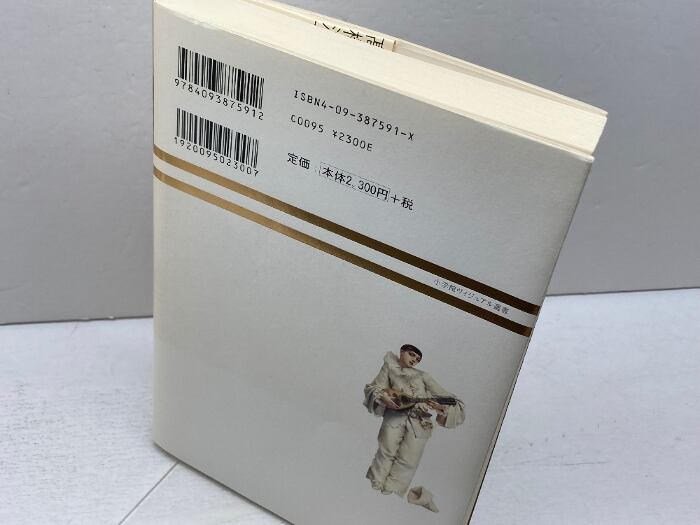 9784093875912
ISBN4-09-387591-X
C0095 ¥2300E
1920095023007
定価 : 本体2,300円+税
小学館ヴィジュアル選書